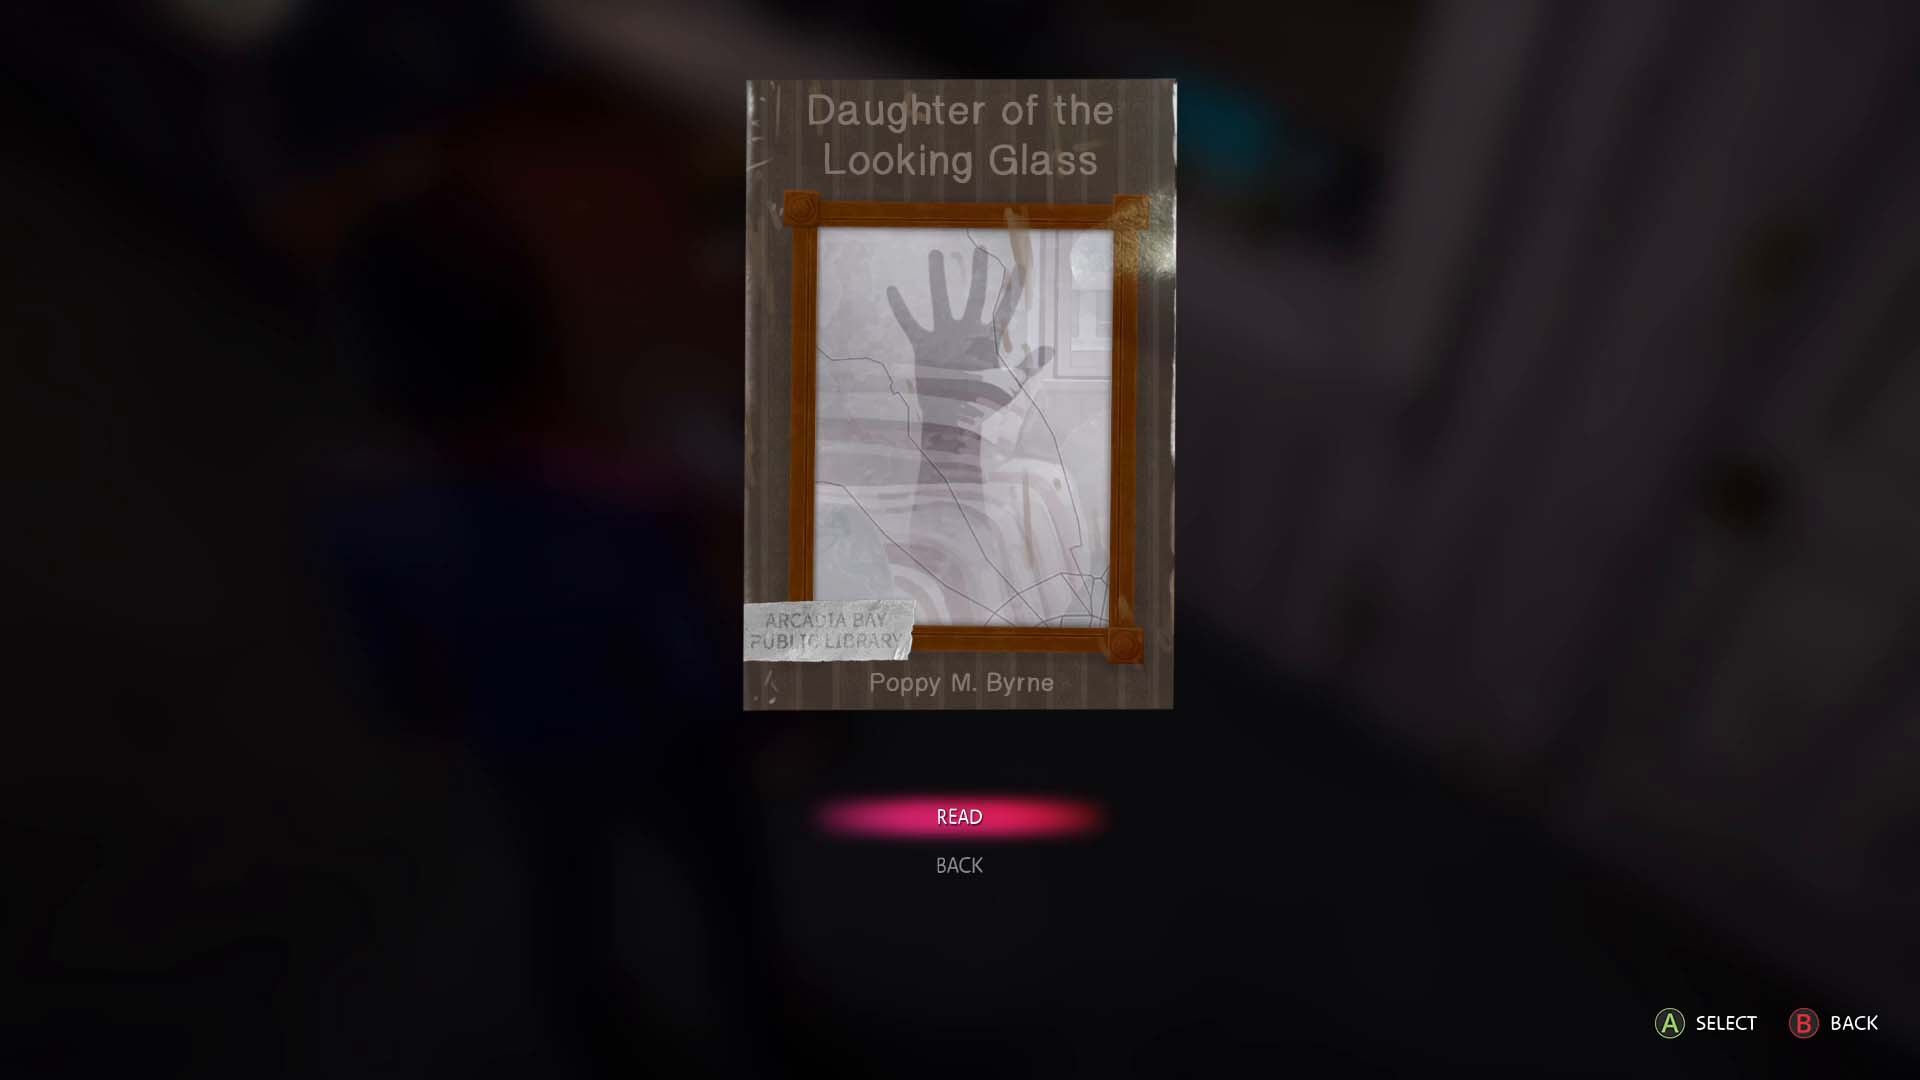 Daughter of the
Looking Glass
ARCADIA BAY
PUBLIC LIBRARY
Poppy M. Byrne
READ
BACK
A SELECT B BACK